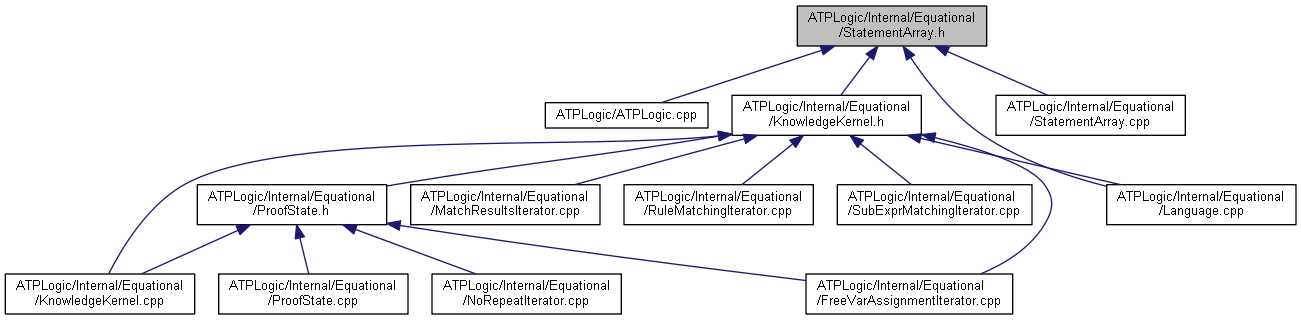 ATPLogic/Internal/Equational
/StatementArray.h
ATPLogic/ATPLogic.cpp
ATPLogic/Internal/Equational
/KnowledgeKernel.h
ATPLogic/Internal/Equational
/StatementArray.cpp
ATPLogic/Internal/Equational
/ProofState.h
ATPLogic/Internal/Equational
/MatchResultsIterator.cpp
ATPLogic/Internal/Equational
/RuleMatchingIterator.cpp
ATPLogic/Internal/Equational
/SubExprMatchingIterator.cpp
ATPLogic/Internal/Equational
/Language.cpp
ATPLogic/Internal/Equational
/KnowledgeKernel.cpp
ATPLogic/Internal/Equational
/ProofState.cpp
ATPLogic/Internal/Equational
/NoRepeatIterator.cpp
ATPLogic/Internal/Equational
/FreeVarAssignmentIterator.cpp